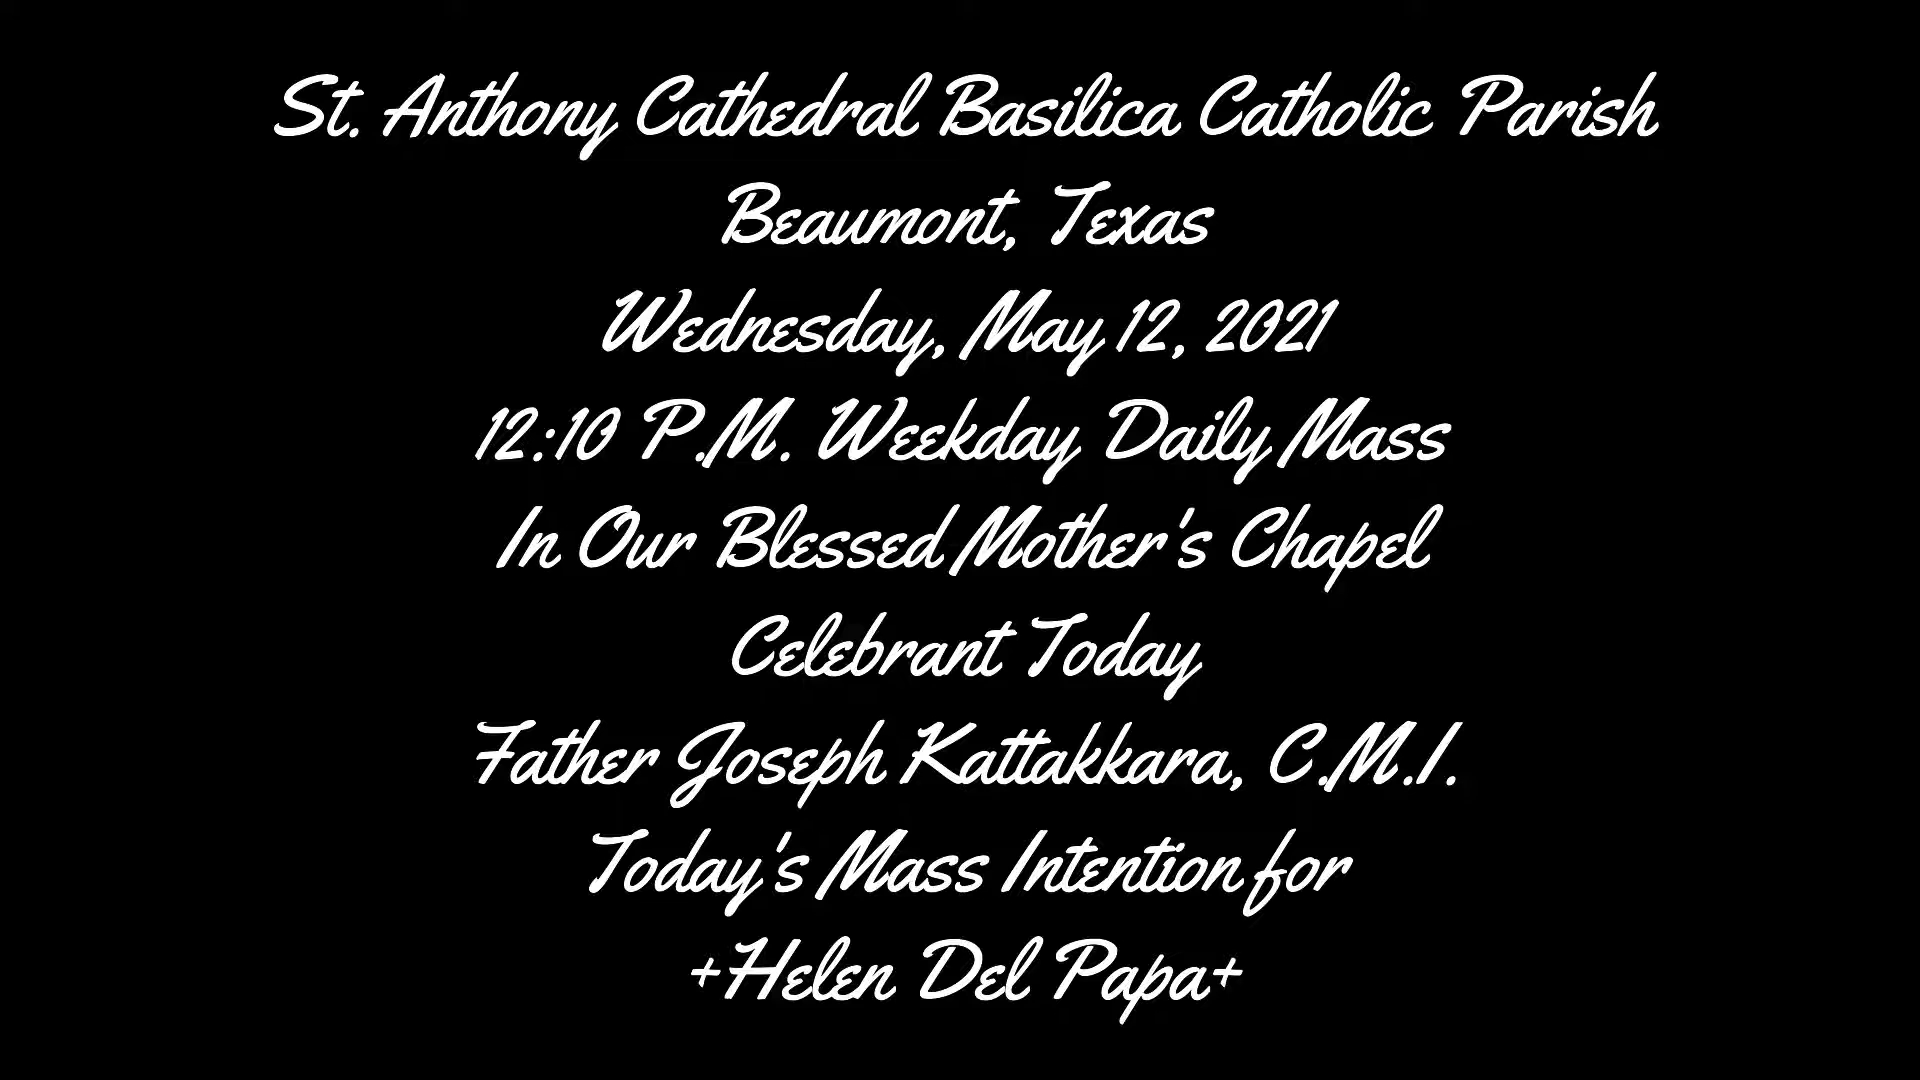 St. Anthony Cathedral Basilica Catholic Parish
Beaumont, Texas
Wednesday, May 12, 2021
12:10 P.M. Weekday Daily Mass
In Our Blessed Mother's Chapel
Celebrant Today
Father Joseph Kattakkara, C.M.I.
Today's Mass Intention for
+Helen Del Papa+